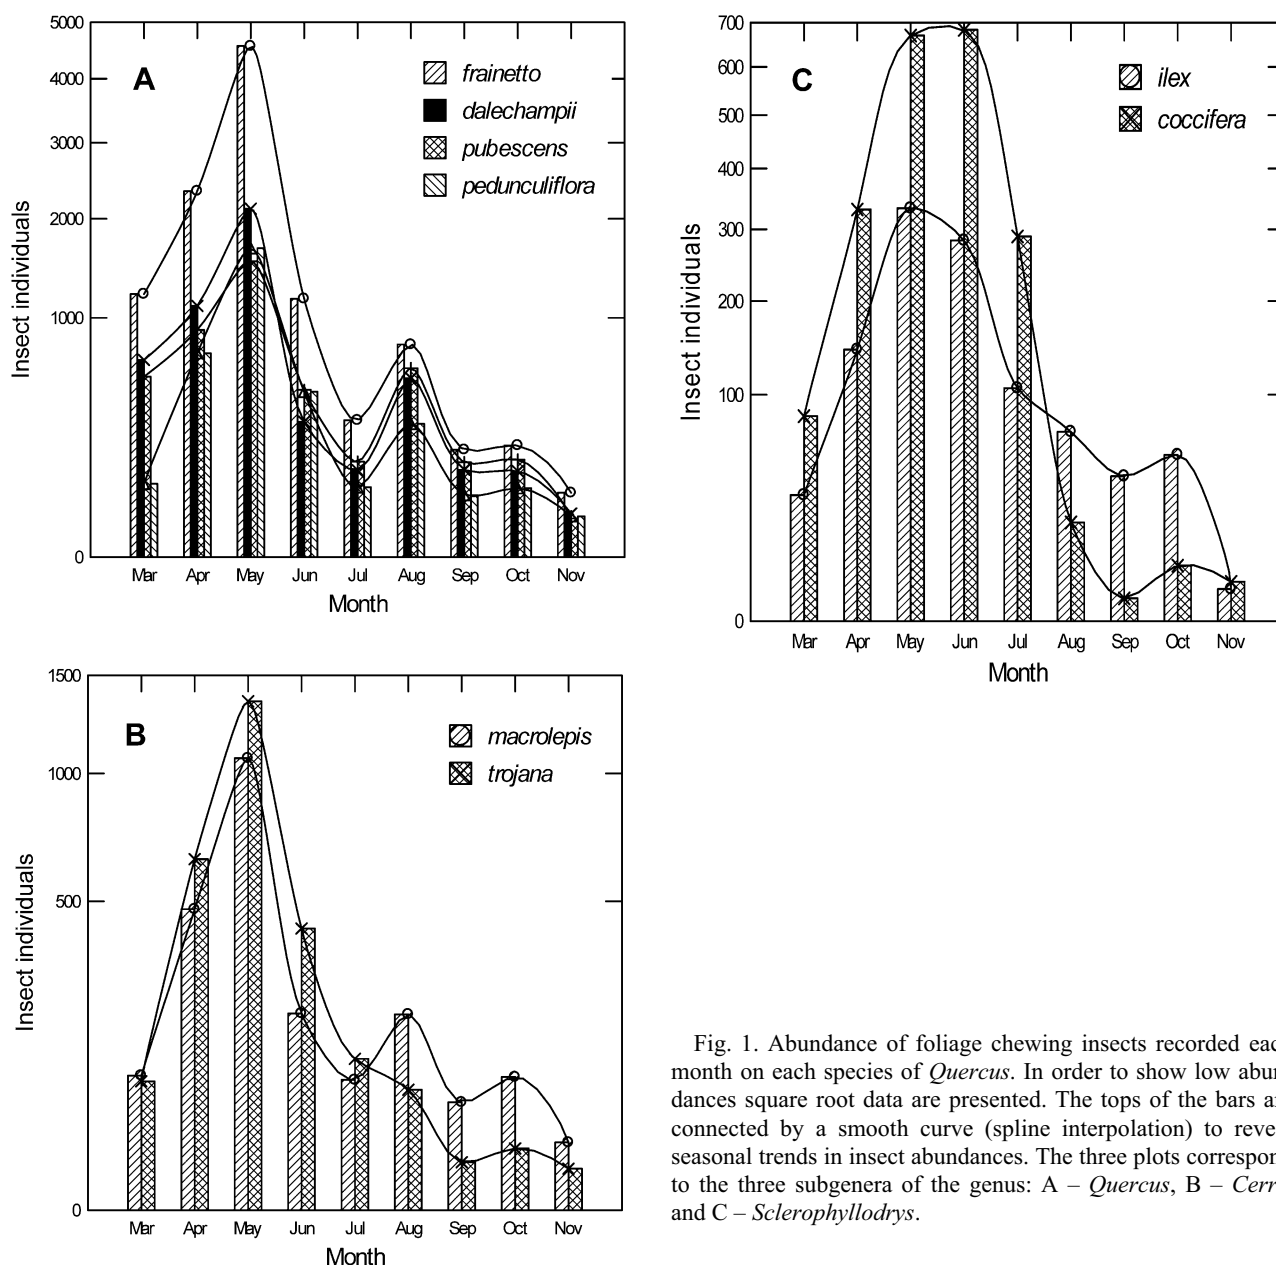 5000
4000
3000
2000
1000
0
Insect individuals
A
frainetto
dalechampii
pubescens
pedunculiflora
Mar Apr May Jun Jul Aug Sep Oct Nov
Month
700
600
500
400
300
200
100
0
Insect individuals
C
ilex
coccifera
Mar Apr May Jun Jul Aug Sep Oct Nov
Month
1500
1000
500
0
Insect individuals
B
macrolepis
trojana
Mar Apr May Jun Jul Aug Sep Oct Nov
Month
Fig. 1. Abundance of foliage chewing insects recorded eac
month on each species of Quercus. In order to show low abun
dances square root data are presented. The tops of the bars a
connected by a smooth curve (spline interpolation) to reve
seasonal trends in insect abundances. The three plots correspon
to the three subgenera of the genus: A – Quercus, B – Cerr
and C – Sclerophyllodrys.